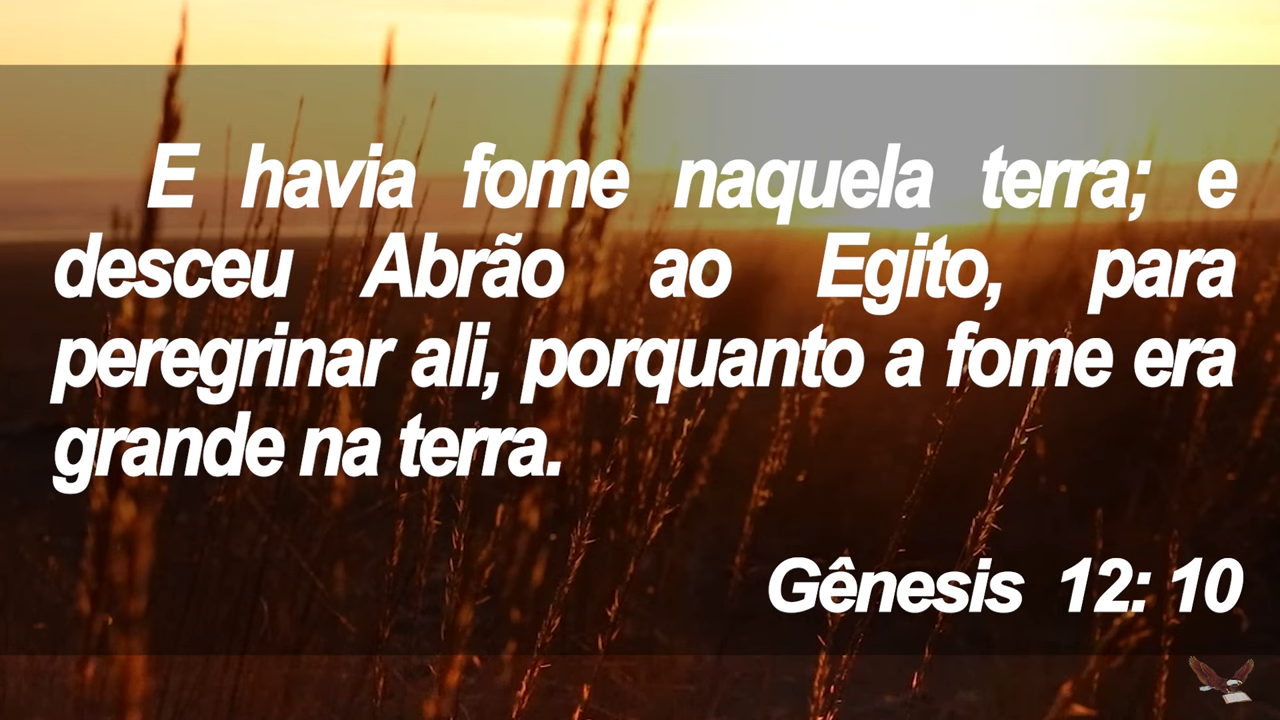 E havia fome naquela terra; e
desceu Abrão ao Egito, para
peregrinar ali, porquanto a fome era
grande na terra.
Gênesis 12: 10